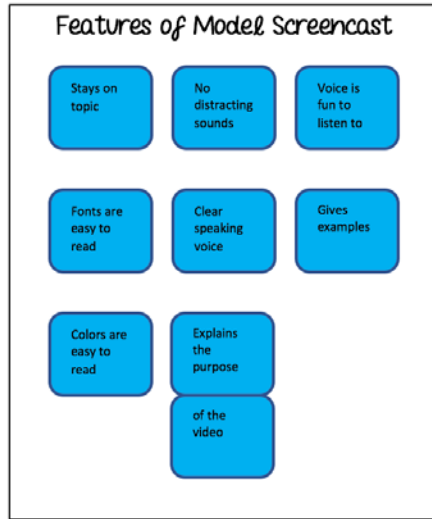 Features of Model Screencast
Stays on
topic
No
distracting
sounds
Voice is
fun to
listen to
Fonts are
easy to
read
Clear
speaking
voice
Gives
examples
Colors are
easy to
read
Explains
the
purpose
of the
video